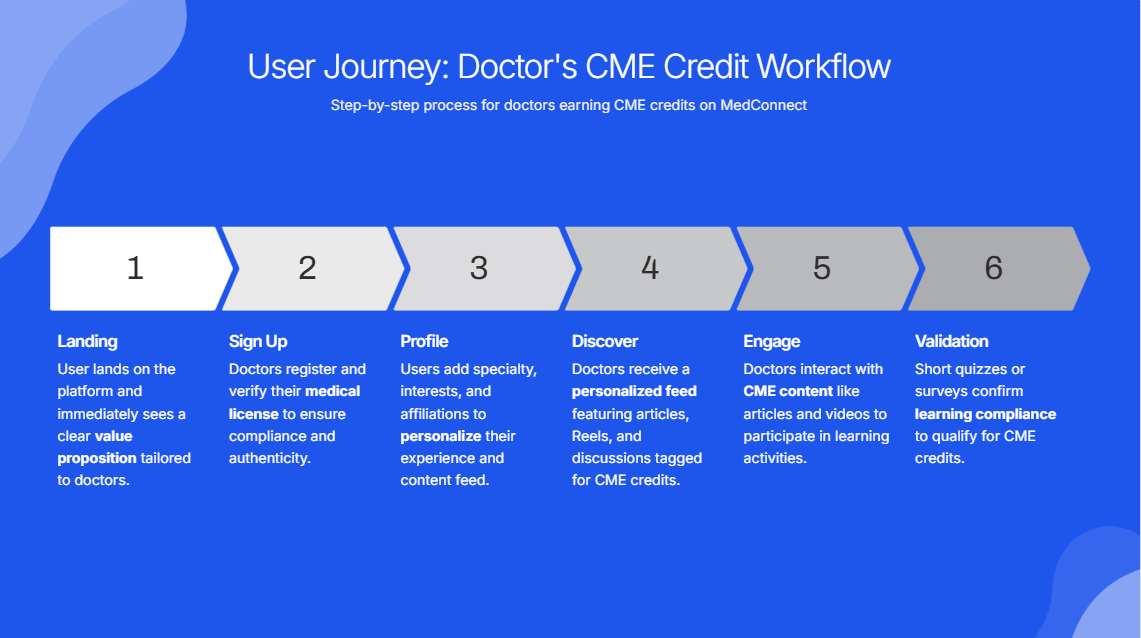 User Journey: Doctor's CME Credit Workflow
Step-by-step process for doctors earning CME credits on MedConnect
1
2
3
4
5
6
Landing
User lands on the
platform and
immediately sees a
clear value
proposition tailored
to doctors.
Sign Up
Doctors register and
verify their medical
license to ensure
compliance and
authenticity.
Profile
Users add specialty,
interests, and
affiliations to
personalize their
experience and
content feed.
Discover
Doctors receive a
personalized feed
featuring articles,
Reels, and
discussions tagged
for CME credits.
Engage
Doctors interact with
CME content like
articles and videos to
participate in learning
activities.
Validation
Short quizzes or
surveys confirm
learning compliance
to qualify for CME
credits.